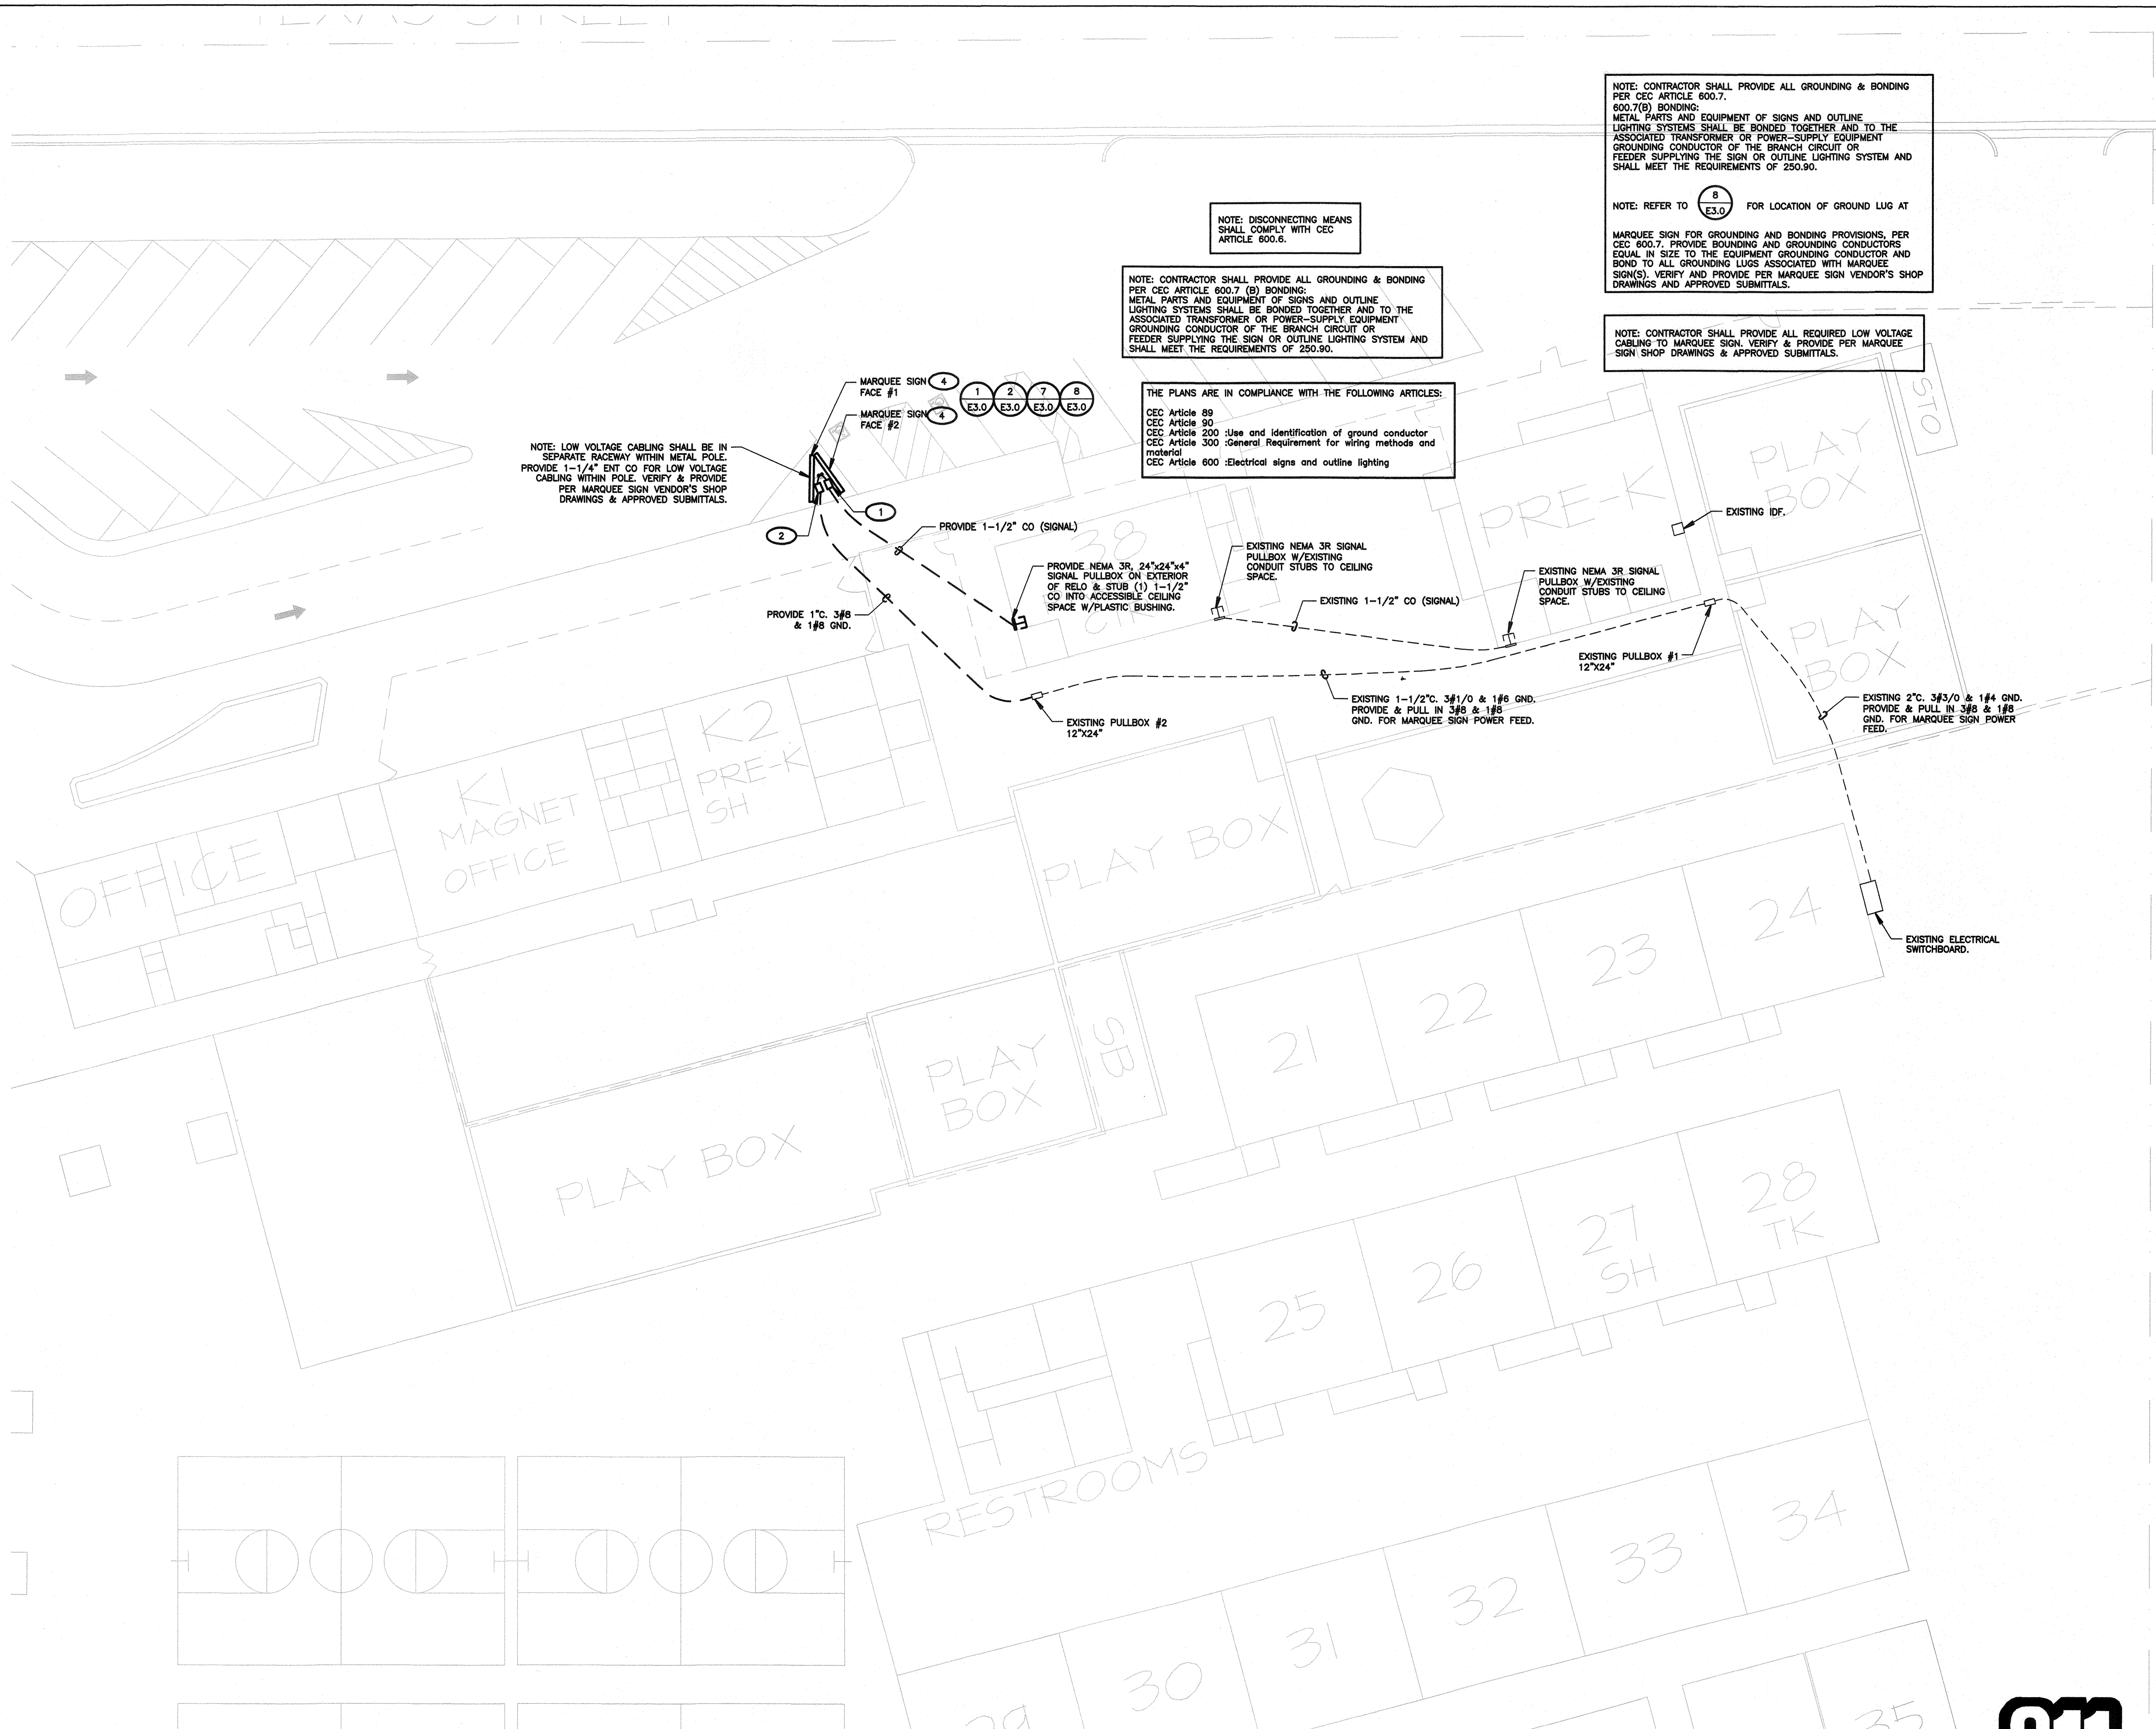 TEXAS STREET
NOTE: CONTRACTOR SHALL PROVIDE ALL GROUNDING & BONDING
PER CEC ARTICLE 600.7.
600.7(B) BONDING:
METAL PARTS AND EQUIPMENT OF SIGNS AND OUTLINE
LIGHTING SYSTEMS SHALL BE BONDED TOGETHER AND TO THE
ASSOCIATED TRANSFORMER OR POWER-SUPPLY EQUIPMENT
GROUNDING CONDUCTOR OF THE BRANCH CIRCUIT OR
FEEDER SUPPLYING THE SIGN OR OUTLINE LIGHTING SYSTEM AND
SHALL MEET THE REQUIREMENTS OF 250.90.
NOTE: REFER TO 8 E3.0 FOR LOCATION OF GROUND LUG AT
MARQUEE SIGN FOR GROUNDING AND BONDING PROVISIONS, PER
CEC 600.7. PROVIDE BOUNDING AND GROUNDING CONDUCTORS
EQUAL IN SIZE TO THE EQUIPMENT GROUNDING CONDUCTOR AND
BOND TO ALL GROUNDING LUGS ASSOCIATED WITH MARQUEE
SIGN(S). VERIFY AND PROVIDE PER MARQUEE SIGN VENDOR'S SHOP
DRAWINGS AND APPROVED SUBMITTALS.
NOTE: DISCONNECTING MEANS
SHALL COMPLY WITH CEC
ARTICLE 600.6.
NOTE: CONTRACTOR SHALL PROVIDE ALL GROUNDING & BONDING
PER CEC ARTICLE 600.7 (B) BONDING:
METAL PARTS AND EQUIPMENT OF SIGNS AND OUTLINE
LIGHTING SYSTEMS SHALL BE BONDED TOGETHER AND TO THE
ASSOCIATED TRANSFORMER OR POWER-SUPPLY EQUIPMENT
GROUNDING CONDUCTOR OF THE BRANCH CIRCUIT OR
FEEDER SUPPLYING THE SIGN OR OUTLINE LIGHTING SYSTEM AND
SHALL MEET THE REQUIREMENTS OF 250.90.
NOTE: CONTRACTOR SHALL PROVIDE ALL REQUIRED LOW VOLTAGE
CABLING TO MARQUEE SIGN. VERIFY & PROVIDE PER MARQUEE
SIGN SHOP DRAWINGS & APPROVED SUBMITTALS.
THE PLANS ARE IN COMPLIANCE WITH THE FOLLOWING ARTICLES:
CEC Article 89
CEC Article 90
CEC Article 200 :Use and identification of ground conductor
CEC Article 300 :General Requirement for wiring methods and
material
CEC Article 600 :Electrical signs and outline lighting
MARQUEE SIGN 4
FACE #1
MARQUEE SIGN 4
FACE #2
1 2 7 8
E3.0 E3.0 E3.0 E3.0
NOTE: LOW VOLTAGE CABLING SHALL BE IN
SEPARATE RACEWAY WITHIN METAL POLE.
PROVIDE 1-1/4" ENT CO FOR LOW VOLTAGE
CABLING WITHIN POLE. VERIFY & PROVIDE
PER MARQUEE SIGN VENDOR'S SHOP
DRAWINGS & APPROVED SUBMITTALS.
1
2
PROVIDE 1-1/2" CO (SIGNAL)
PROVIDE 1"C. 3#8
& 1#8 GND.
PROVIDE NEMA 3R, 24"x24"x4"
SIGNAL PULLBOX ON EXTERIOR
OF RELO & STUB (1) 1-1/2"
CO INTO ACCESSIBLE CEILING
SPACE W/PLASTIC BUSHING.
EXISTING NEMA 3R SIGNAL
PULLBOX W/EXISTING
CONDUIT STUBS TO CEILING
SPACE.
EXISTING 1-1/2" CO (SIGNAL)
EXISTING NEMA 3R SIGNAL
PULLBOX W/EXISTING
CONDUIT STUBS TO CEILING
SPACE.
EXISTING IDF.
EXISTING PULLBOX #1
12"X24"
EXISTING PULLBOX #2
12"X24"
EXISTING 1-1/2"C. 3#1/0 & 1#6 GND.
PROVIDE & PULL IN 3#8 & 1#8
GND. FOR MARQUEE SIGN POWER FEED.
EXISTING 2"C. 3#3/0 & 1#4 GND.
PROVIDE & PULL IN 3#8 & 1#8
GND. FOR MARQUEE SIGN POWER
FEED.
EXISTING ELECTRICAL
SWITCHBOARD.
STO
PLAY
BOX
PRE-K
38
PLAY
BOX
K2
PRE-K
SH
K1
MAGNET
OFFICE
OFFICE
PLAY BOX
24
23
22
21
SB
PLAY
BOX
PLAY BOX
28
TK
27
SH
26
25
RESTROOMS
34
33
32
31
30
29
35
911